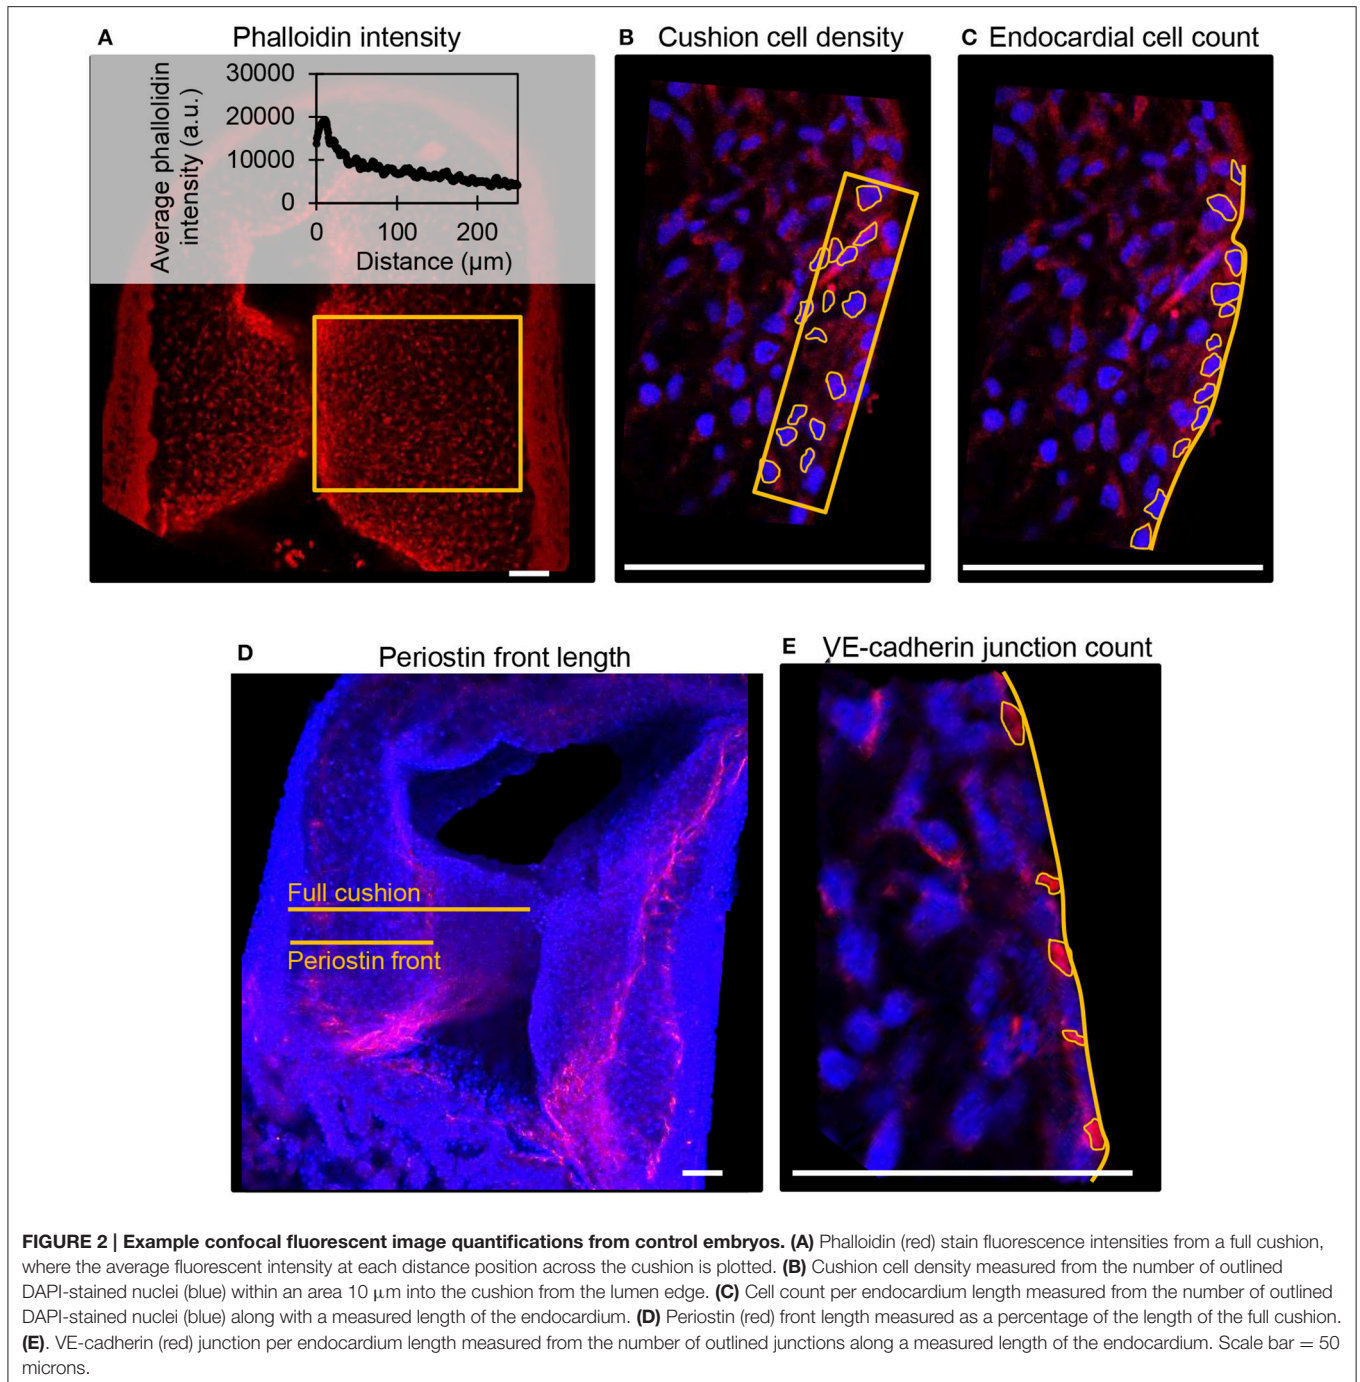 A Phalloidin intensity
B Cushion cell density
C Endocardial cell count
Average phallolidin
intensity (a.u.)
30000
20000
10000
0
0 100 200
Distance (µm)
D Periostin front length
E VE-cadherin junction count
Full cushion
Periostin front
FIGURE 2 | Example confocal fluorescent image quantifications from control embryos. (A) Phalloidin (red) stain fluorescence intensities from a full cushion,
where the average fluorescent intensity at each distance position across the cushion is plotted. (B) Cushion cell density measured from the number of outlined
DAPI-stained nuclei (blue) within an area 10 μm into the cushion from the lumen edge. (C) Cell count per endocardium length measured from the number of outlined
DAPI-stained nuclei (blue) along with a measured length of the endocardium. (D) Periostin (red) front length measured as a percentage of the length of the full cushion.
(E). VE-cadherin (red) junction per endocardium length measured from the number of outlined junctions along a measured length of the endocardium. Scale bar = 50
microns.